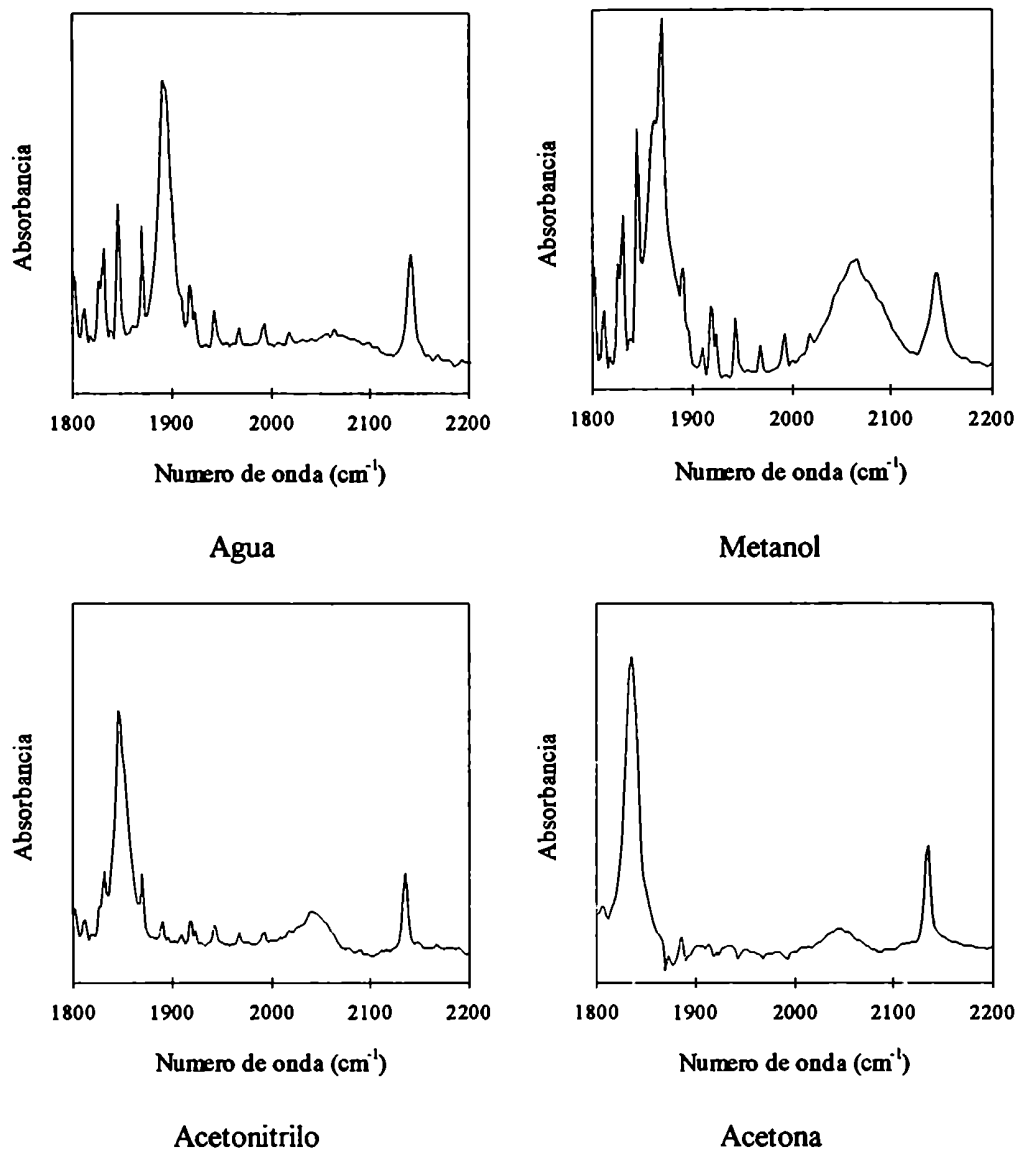 Absorbancia
1800 1900 2000 2100 2200
Numero de onda (cm⁻¹)
Agua
Absorbancia
1800 1900 2000 2100 2200
Numero de onda (cm⁻¹)
Metanol
Absorbancia
1800 1900 2000 2100 2200
Numero de onda (cm⁻¹)
Acetonitrilo
Absorbancia
1800 1900 2000 2100 2200
Numero de onda (cm⁻¹)
Acetona